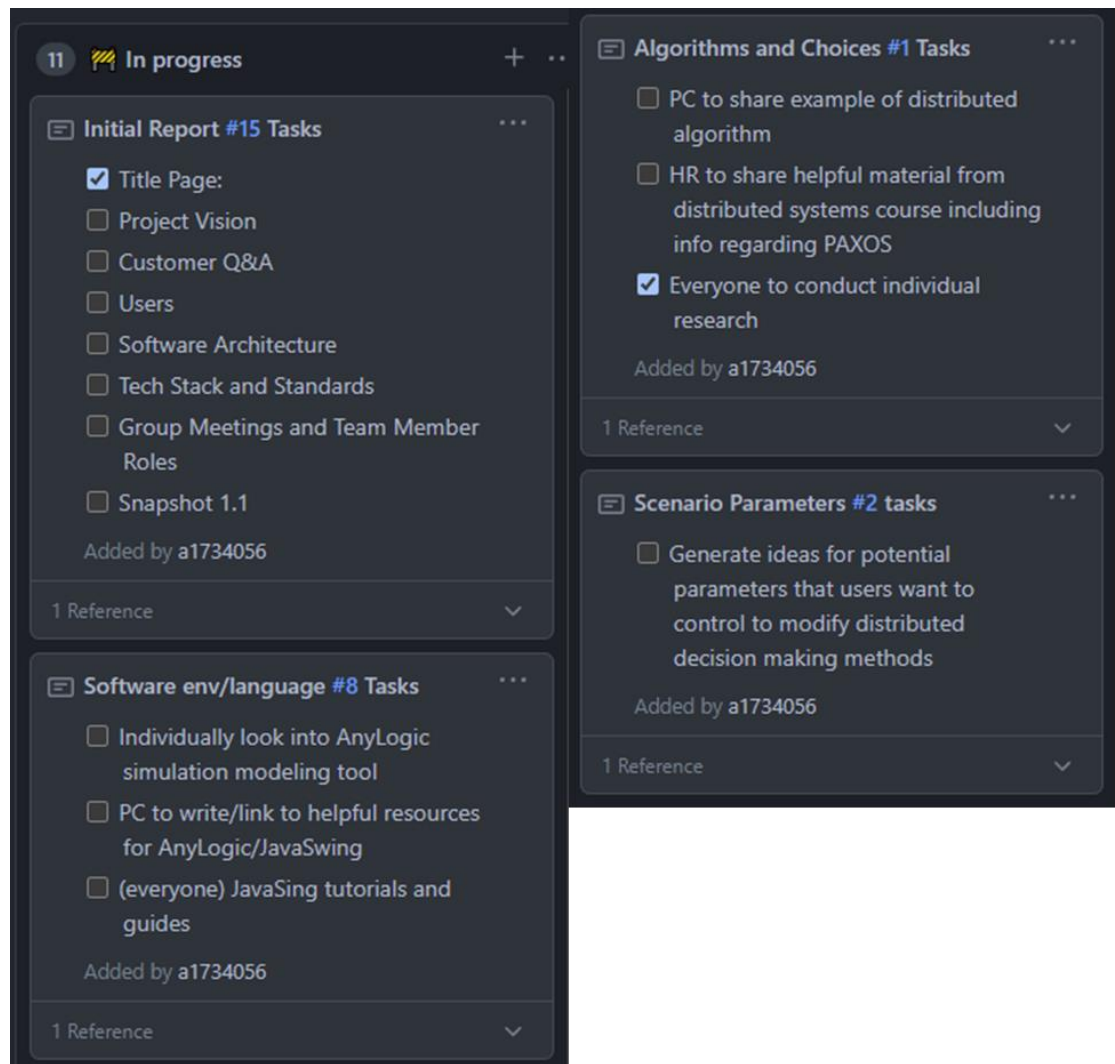 11 🚧 In progress
Initial Report #15 Tasks
Title Page:
Project Vision
Customer Q&A
Users
Software Architecture
Tech Stack and Standards
Group Meetings and Team Member
Roles
Snapshot 1.1
Added by a1734056
1 Reference
Software env/language #8 Tasks
Individually look into AnyLogic
simulation modeling tool
PC to write/link to helpful resources
for AnyLogic/JavaSwing
(everyone) JavaSing tutorials and
guides
Added by a1734056
1 Reference
Algorithms and Choices #1 Tasks
PC to share example of distributed
algorithm
HR to share helpful material from
distributed systems course including
info regarding PAXOS
Everyone to conduct individual
research
Added by a1734056
1 Reference
Scenario Parameters #2 tasks
Generate ideas for potential
parameters that users want to
control to modify distributed
decision making methods
Added by a1734056
1 Reference